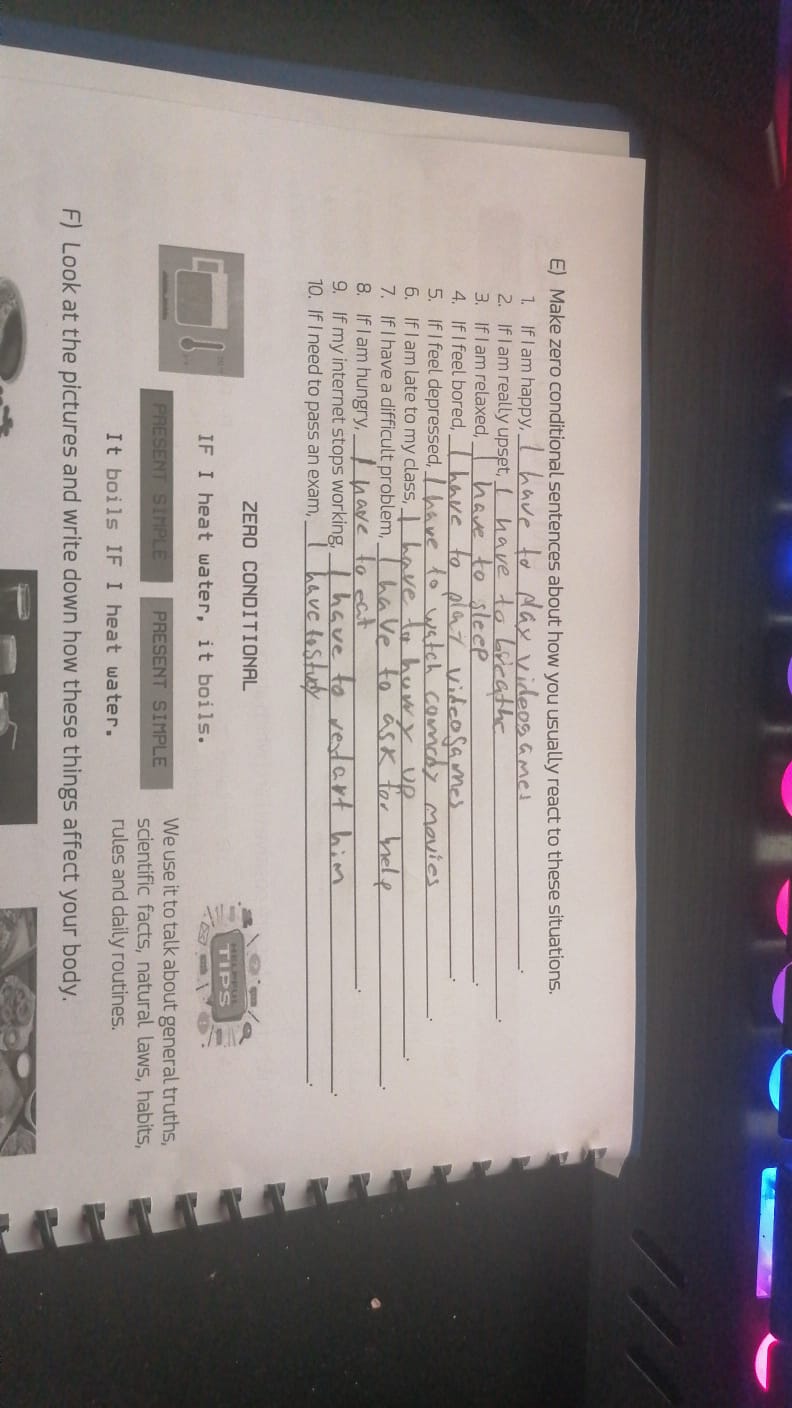 E) Make zero conditional sentences about how you usually react to these situations.
1. If I am happy, I have to play videogames.
2. If I am really upset, I have to breathe.
3. If I am relaxed, I have to sleep.
4. If I feel bored, I have to play videogames.
5. If I feel depressed, I have to watch comedy movies.
6. If I am late to my class, I have to hurry up.
7. If I have a difficult problem, I have to ask for help.
8. If I am hungry, I have to eat.
9. If my internet stops working, I have to restart him.
10. If I need to pass an exam, I have to study.
ZERO CONDITIONAL
IF I heat water, it boils.
PRESENT SIMPLE PRESENT SIMPLE
It boils IF I heat water.
HELPFUL
TIPS
We use it to talk about general truths,
scientific facts, natural laws, habits,
rules and daily routines.
F) Look at the pictures and write down how these things affect your body.